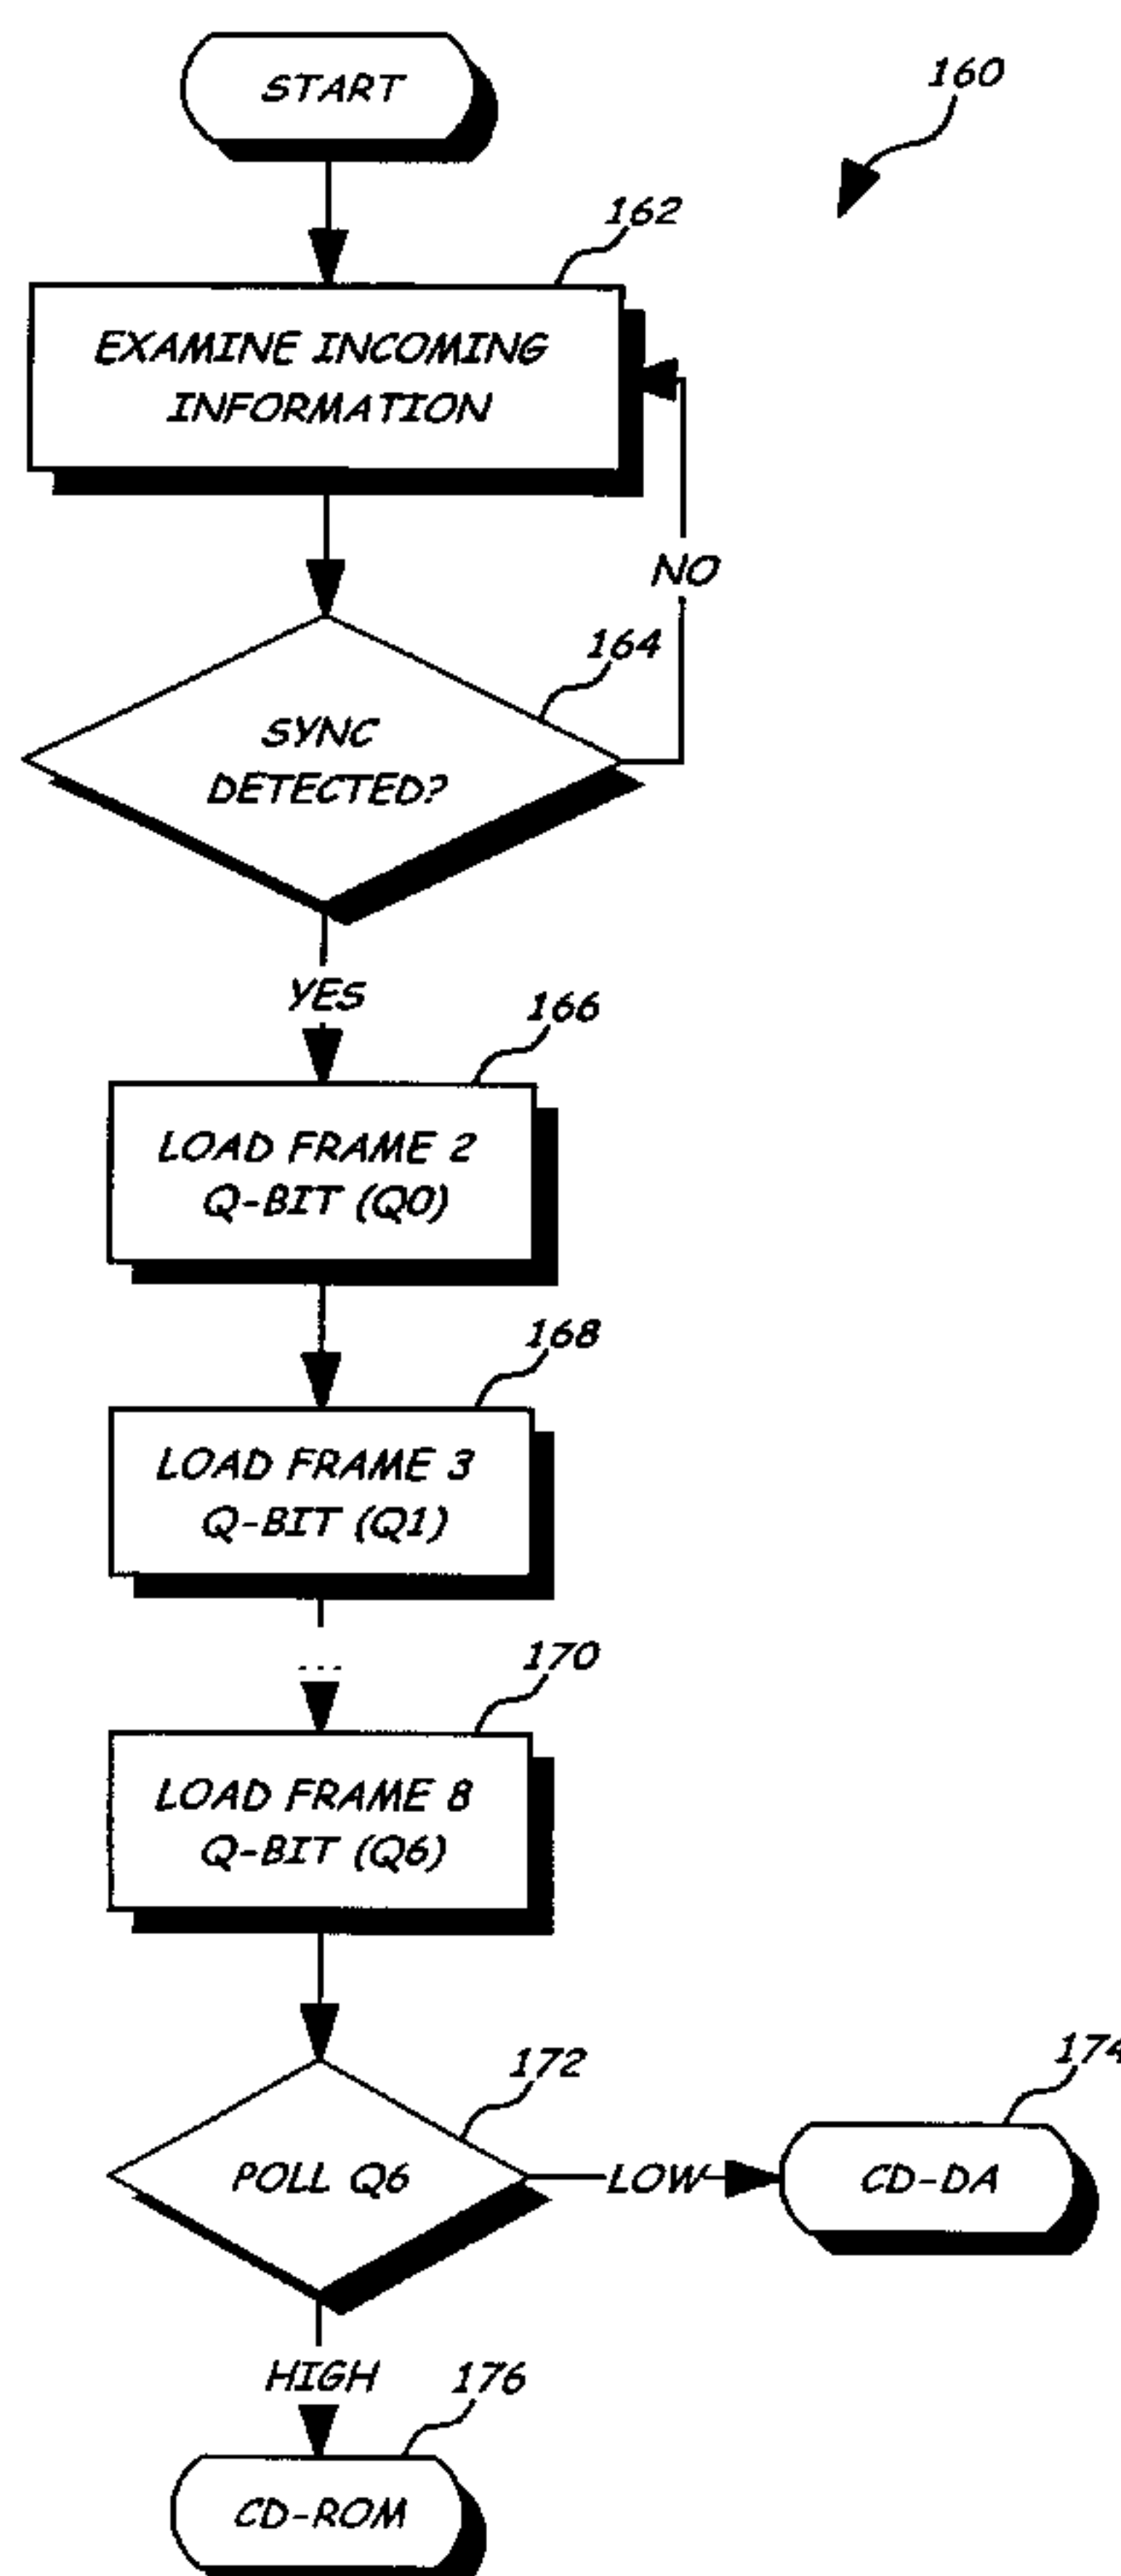 START
160
162
EXAMINE INCOMING
INFORMATION
NO
164
SYNC
DETECTED?
YES
166
LOAD FRAME 2
Q-BIT (Q0)
168
LOAD FRAME 3
Q-BIT (Q1)
...
170
LOAD FRAME 8
Q-BIT (Q6)
172
174
POLL Q6
LOW
CD-DA
HIGH
176
CD-ROM